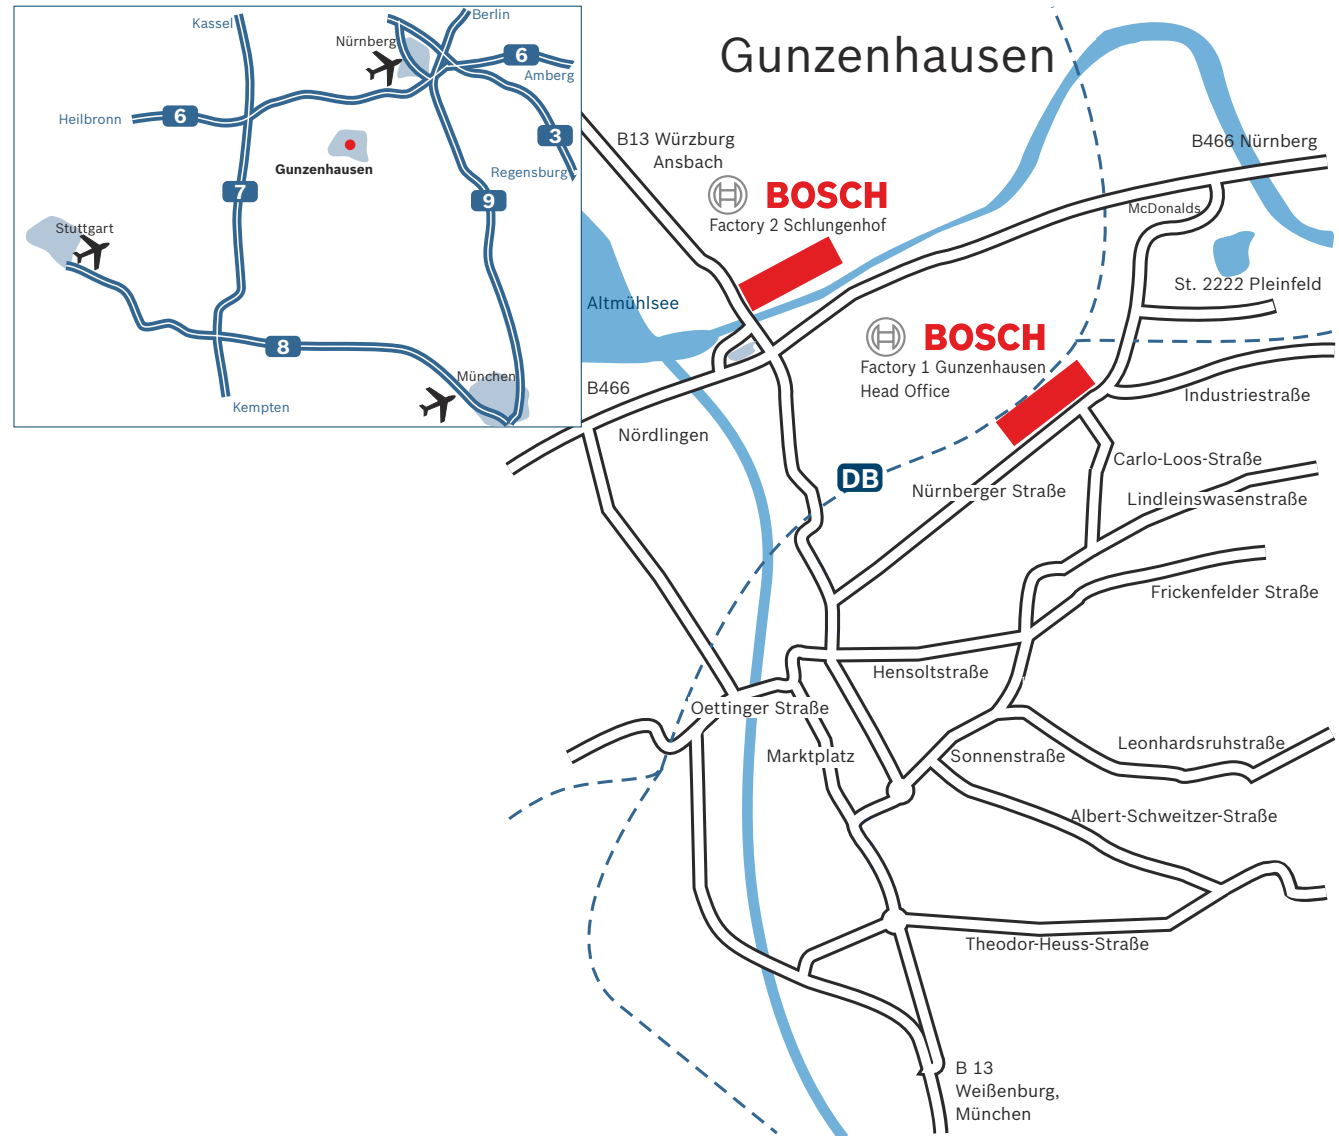 Kassel
Berlin
Nürnberg
6
Amberg
Heilbronn
6
3
Gunzenhausen
Regensburg
7
9
Stuttgart
8
München
Kempten
Gunzenhausen
B13 Würzburg
Ansbach
B466 Nürnberg
BOSCH
Factory 2 Schlungenhof
McDonalds
St. 2222 Pleinfeld
Altmühlsee
BOSCH
Factory 1 Gunzenhausen
Head Office
B466
Industriestraße
Nördlingen
Carlo-Loos-Straße
DB
Nürnberger Straße
Lindleinswasenstraße
Frickenfelder Straße
Hensoltstraße
Oettinger Straße
Marktplatz
Sonnenstraße
Leonhardsruhstraße
Albert-Schweitzer-Straße
Theodor-Heuss-Straße
B 13
Weißenburg,
München